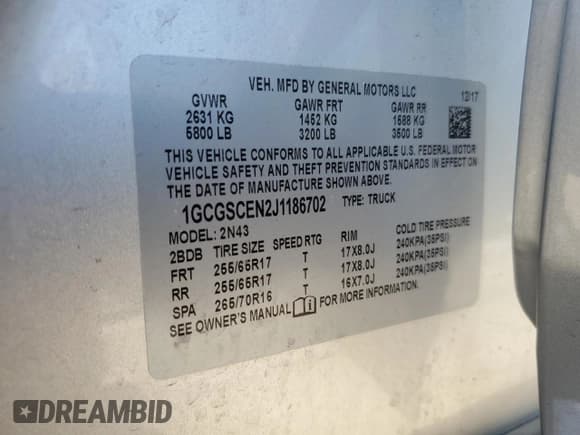 VEH. MFD BY GENERAL MOTORS LLC
12/17
GVWR GAWR FRT GAWR RR
2631 KG 1452 KG 1588 KG
5800 LB 3200 LB 3500 LB
THIS VEHICLE CONFORMS TO ALL APPLICABLE U.S. FEDERAL MOTOR
VEHICLE SAFETY AND THEFT PREVENTION STANDARDS IN EFFECT ON
THE DATE OF MANUFACTURE SHOWN ABOVE.
1GCGSCEN2J1186702 TYPE: TRUCK
MODEL: 2N43
2BDB TIRE SIZE SPEED RTG RIM COLD TIRE PRESSURE
FRT 255/65R17 T 17X8.0J 240KPA(35PSI)
RR 255/65R17 T 17X8.0J 240KPA(35PSI)
SPA 265/70R16 T 16X7.0J 240KPA(35PSI)
SEE OWNER'S MANUAL FOR MORE INFORMATION.
DREAMBID